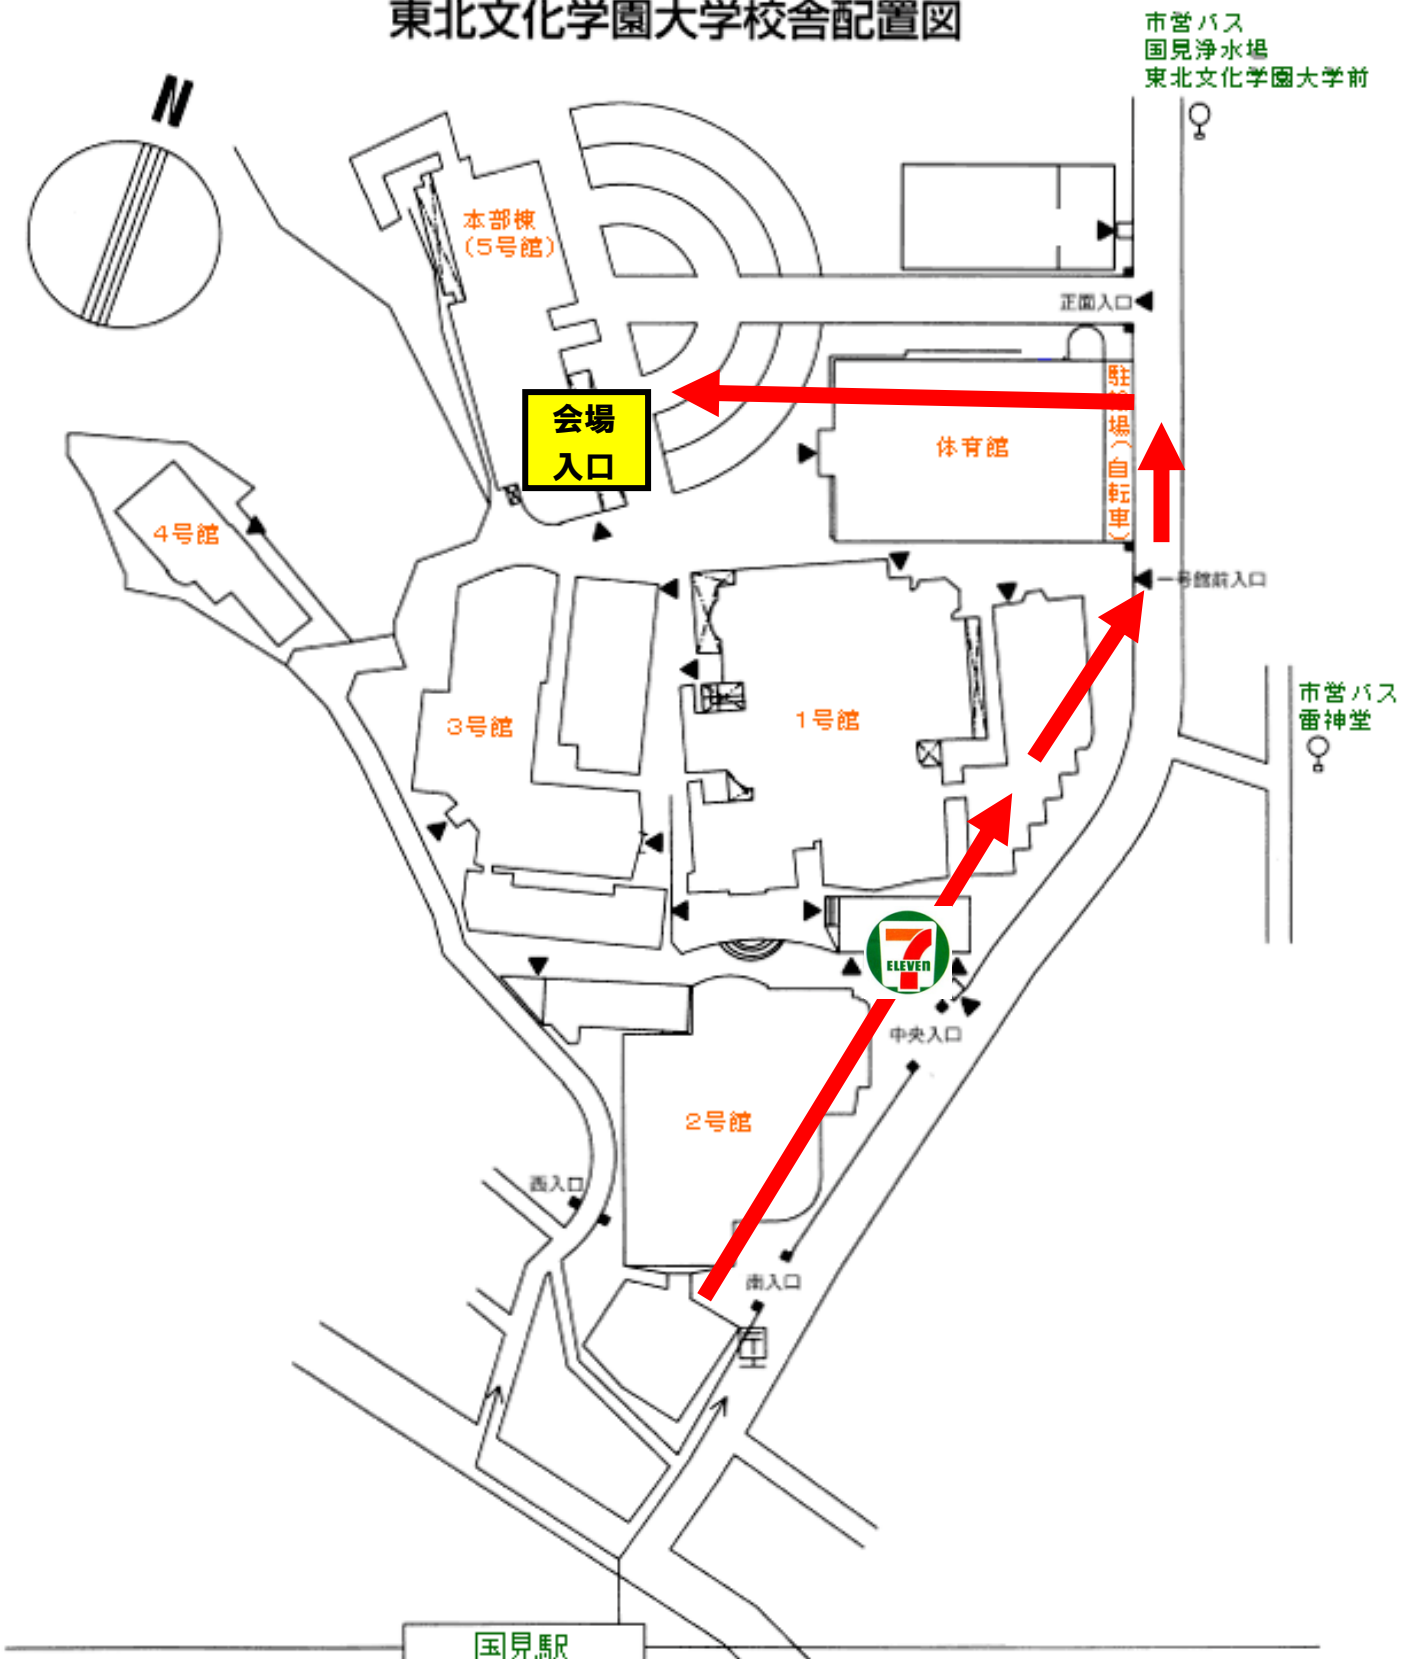 東北文化学園大学校舎配置図
市営バス
国見浄水場
東北文化学園大学前
N
本部棟
(5号館)
正面入口
会場
入口
体育館
場(自転車)
4号館
一号館前入口
市営バス
雷神堂
3号館
1号館
7
ELEVEN
中央入口
2号館
西入口
南入口
国見駅